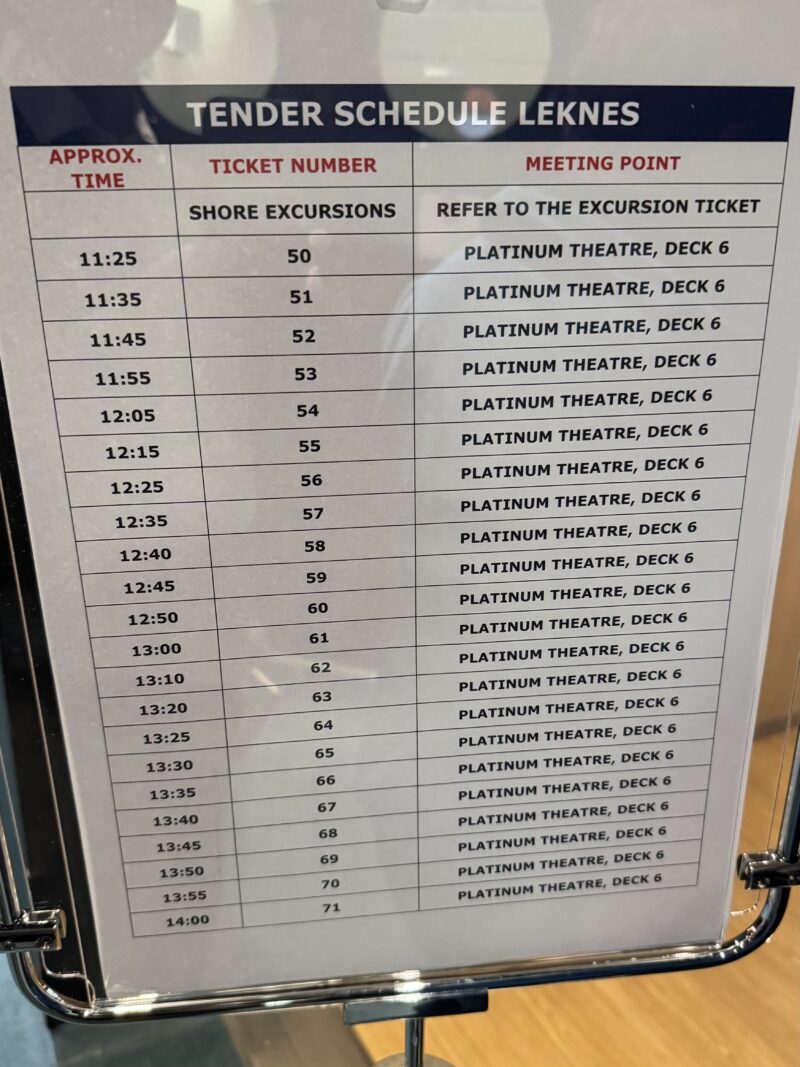 TENDER SCHEDULE LEKNES
APPROX. TIME TICKET NUMBER MEETING POINT
SHORE EXCURSIONS REFER TO THE EXCURSION TICKET
11:25 50 PLATINUM THEATRE, DECK 6
11:35 51 PLATINUM THEATRE, DECK 6
11:45 52 PLATINUM THEATRE, DECK 6
11:55 53 PLATINUM THEATRE, DECK 6
12:05 54 PLATINUM THEATRE, DECK 6
12:15 55 PLATINUM THEATRE, DECK 6
12:25 56 PLATINUM THEATRE, DECK 6
12:35 57 PLATINUM THEATRE, DECK 6
12:40 58 PLATINUM THEATRE, DECK 6
12:45 59 PLATINUM THEATRE, DECK 6
12:50 60 PLATINUM THEATRE, DECK 6
13:00 61 PLATINUM THEATRE, DECK 6
13:10 62 PLATINUM THEATRE, DECK 6
13:20 63 PLATINUM THEATRE, DECK 6
13:25 64 PLATINUM THEATRE, DECK 6
13:30 65 PLATINUM THEATRE, DECK 6
13:35 66 PLATINUM THEATRE, DECK 6
13:40 67 PLATINUM THEATRE, DECK 6
13:45 68 PLATINUM THEATRE, DECK 6
13:50 69 PLATINUM THEATRE, DECK 6
13:55 70 PLATINUM THEATRE, DECK 6
14:00 71 PLATINUM THEATRE, DECK 6